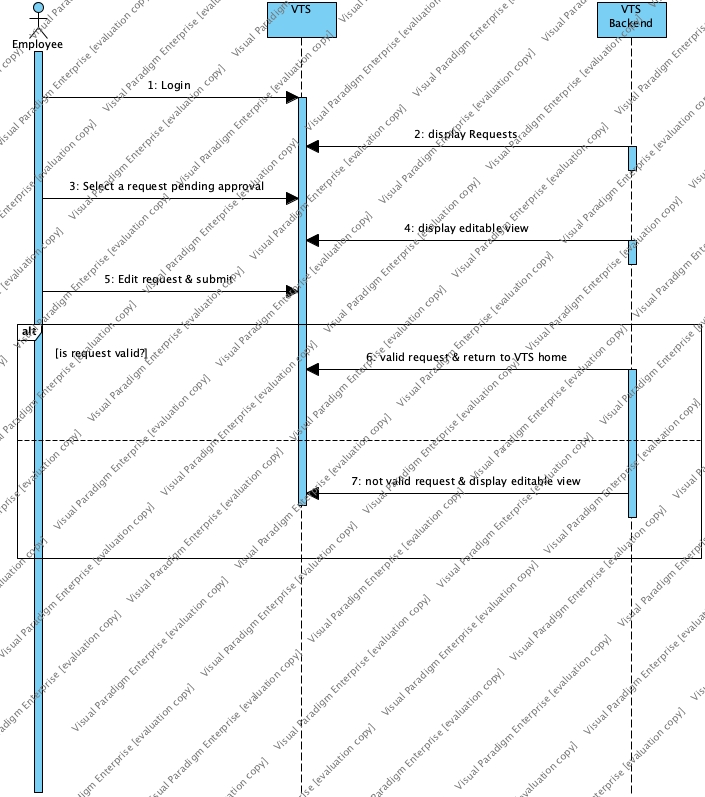 Employee
VTS
VTS
Backend
1: Login
2: display Requests
3: Select a request pending approval
4: display editable view
5: Edit request & submit
alt
[is request valid?]
6: valid request & return to VTS home
7: not valid request & display editable view
Visual Paradigm Enterprise [evaluation copy]